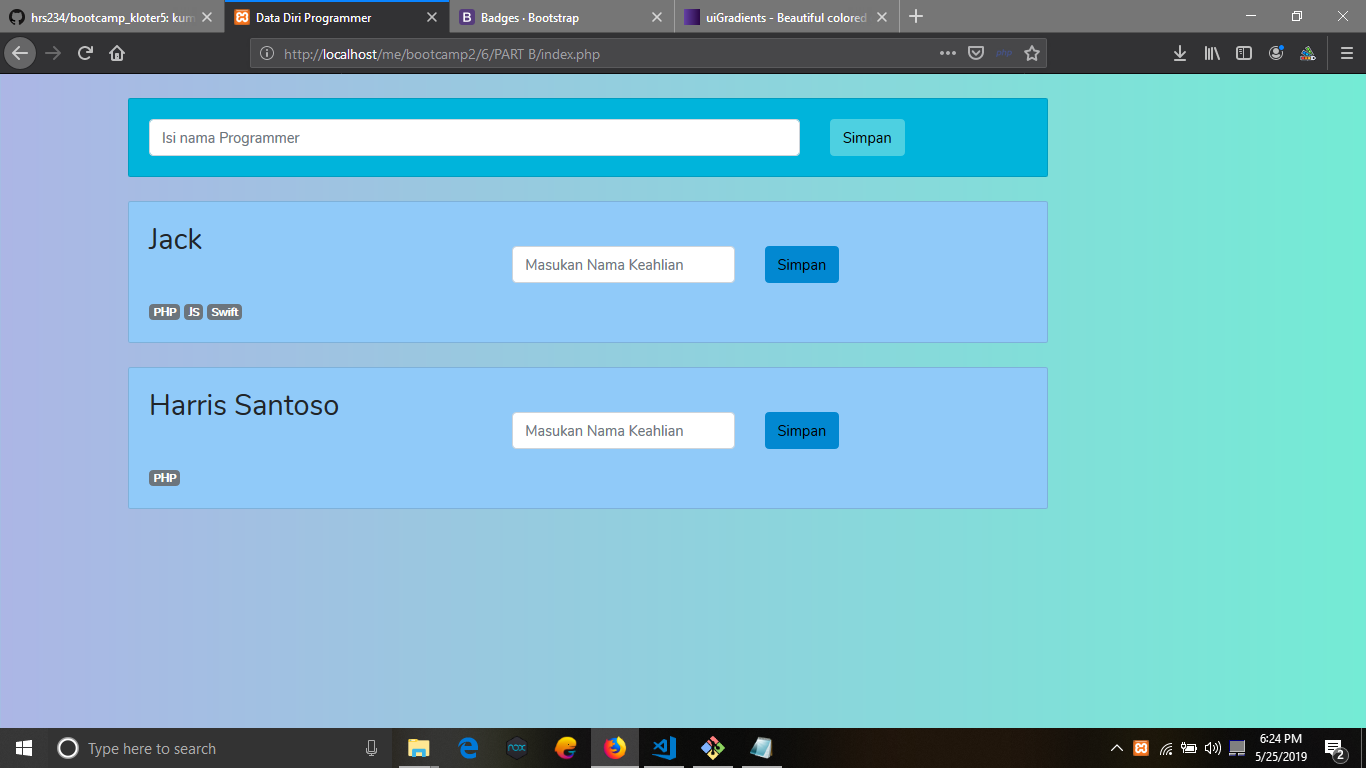 hrs234/bootcamp_kloter5: kum
Data Diri Programmer
Badges · Bootstrap
uiGradients - Beautiful colored
http://localhost/me/bootcamp2/6/PART B/index.php
Isi nama Programmer
Simpan
Jack
Masukan Nama Keahlian
Simpan
PHP JS Swift
Harris Santoso
Masukan Nama Keahlian
Simpan
PHP
Type here to search
nox
6:24 PM
5/25/2019
2